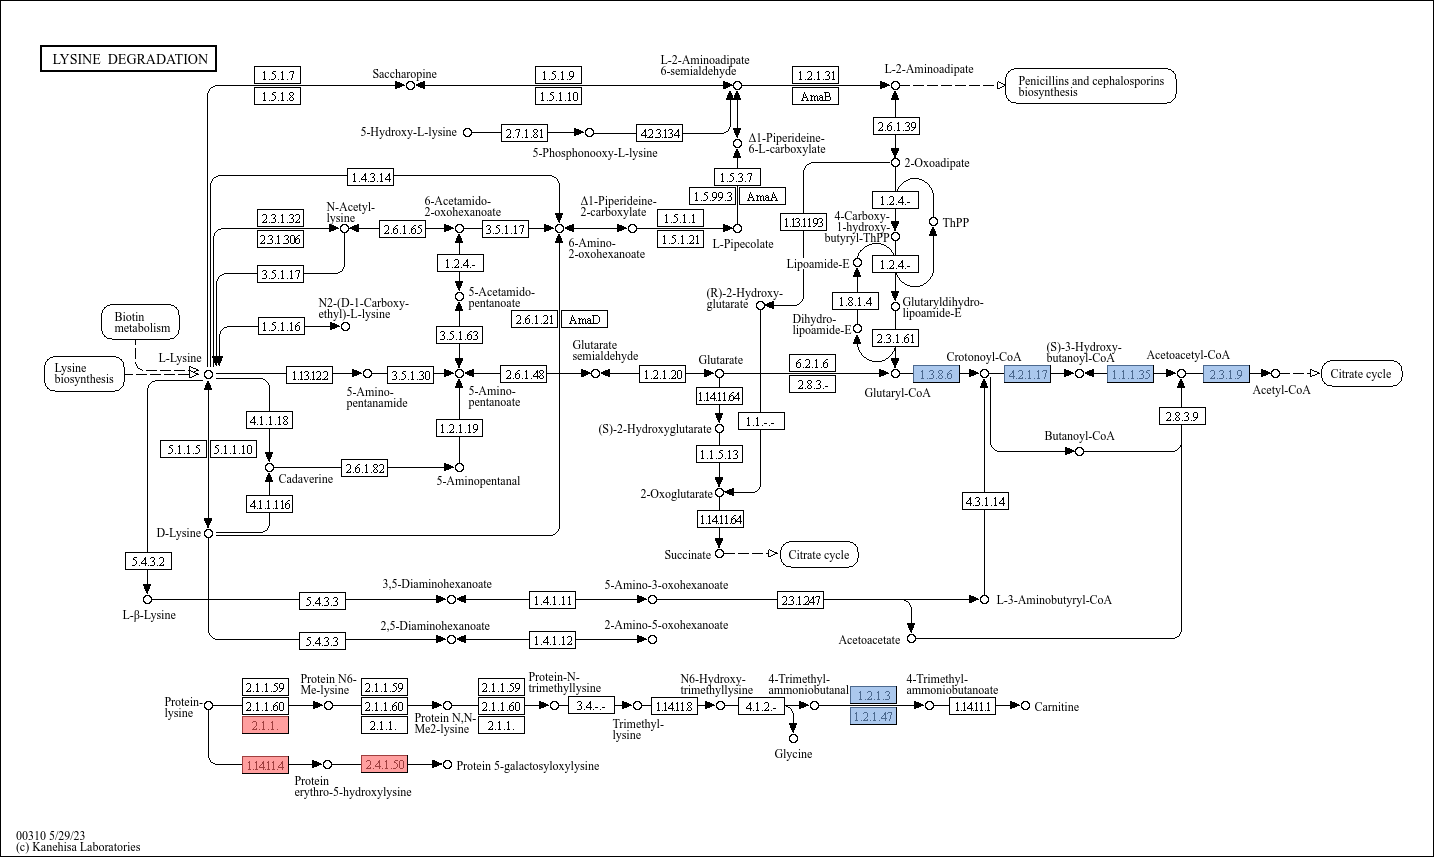 LYSINE DEGRADATION
1.5.1.7
1.5.1.8
Saccharopine
1.5.1.9
1.5.1.10
L-2-Aminoadipate
6-semialdehyde
1.2.1.31
AmaB
L-2-Aminoadipate
Penicillins and cephalosporins
biosynthesis
5-Hydroxy-L-lysine
2.7.1.81
5-Phosphonooxy-L-lysine
4.2.3.134
Δ1-Piperideine-
6-L-carboxylate
2.6.1.39
2-Oxoadipate
1.4.3.14
1.5.3.7
1.5.99.3
AmaA
1.2.4.-
N-Acetyl-
lysine
6-Acetamido-
2-oxohexanoate
Δ1-Piperideine-
2-carboxylate
2.3.1.32
2.3.1.306
2.6.1.65
3.5.1.17
1.5.1.1
1.5.1.21
L-Pipecolate
6-Amino-
2-oxohexanoate
1.13.11.93
4-Carboxy-
1-hydroxy-
butyryl-ThPP
ThPP
3.5.1.17
1.2.4.-
Lipoamide-E
1.2.4.-
N2-(D-1-Carboxy-
ethyl)-L-lysine
5-Acetamido-
pentanoate
(R)-2-Hydroxy-
glutarate
1.8.1.4
Glutaryldihydro-
lipoamide-E
Biotin
metabolism
1.5.1.16
3.5.1.63
2.6.1.21
AmaD
Dihydro-
lipoamide-E
2.3.1.61
L-Lysine
Lysine
biosynthesis
Glutarate
semialdehyde
Glutarate
6.2.1.6
2.8.3.-
Crotonoyl-CoA
(S)-3-Hydroxy-
butanoyl-CoA
Acetoacetyl-CoA
1.13.12.2
3.5.1.30
2.6.1.48
1.2.1.20
1.3.8.6
4.2.1.17
1.1.1.35
2.3.1.9
Citrate cycle
5-Amino-
pentanamide
5-Amino-
pentanoate
1.14.11.64
Glutaryl-CoA
Acetyl-CoA
4.1.1.18
1.2.1.19
(S)-2-Hydroxyglutarate
1.1.-.-
2.8.3.9
Butanoyl-CoA
5.1.1.5
5.1.1.10
2.6.1.82
1.1.5.13
Cadaverine
5-Aminopentanal
4.1.1.116
2-Oxoglutarate
4.3.1.14
D-Lysine
1.14.11.64
5.4.3.2
Succinate
Citrate cycle
3,5-Diaminohexanoate
5-Amino-3-oxohexanoate
5.4.3.3
1.4.1.11
2.3.1.247
L-3-Aminobutyryl-CoA
L-β-Lysine
2,5-Diaminohexanoate
2-Amino-5-oxohexanoate
5.4.3.3
1.4.1.12
Acetoacetate
Protein-
lysine
2.1.1.59
2.1.1.60
2.1.1.
Protein N6-
Me-lysine
2.1.1.59
2.1.1.60
2.1.1.
Protein N,N-
Me2-lysine
2.1.1.59
2.1.1.60
2.1.1.
Protein-N-
trimethyllysine
3.4.-.-
Trimethyl-
lysine
1.14.11.8
N6-Hydroxy-
trimethyllysine
4.1.2.-
Glycine
4-Trimethyl-
ammoniobutanal
1.2.1.3
1.2.1.47
4-Trimethyl-
ammoniobutanoate
1.14.11.1
Carnitine
1.14.11.4
Protein
erythro-5-hydroxylysine
2.4.1.50
Protein 5-galactosyloxylysine
00310 5/29/23
(c) Kanehisa Laboratories